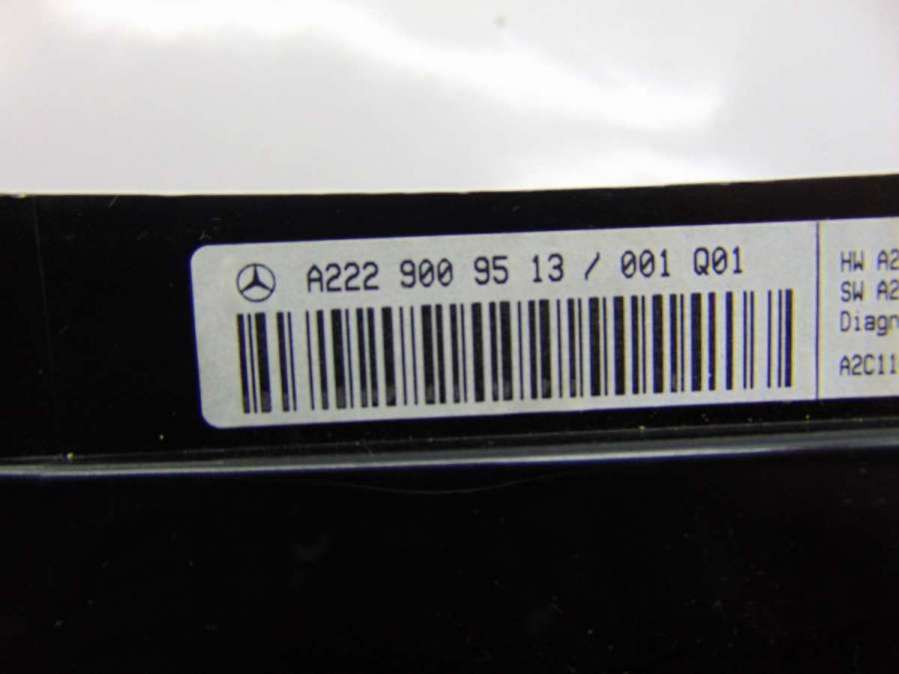 A222 900 95 13 / 001 Q01
HW A2
SW A2
Diagn
A2C11